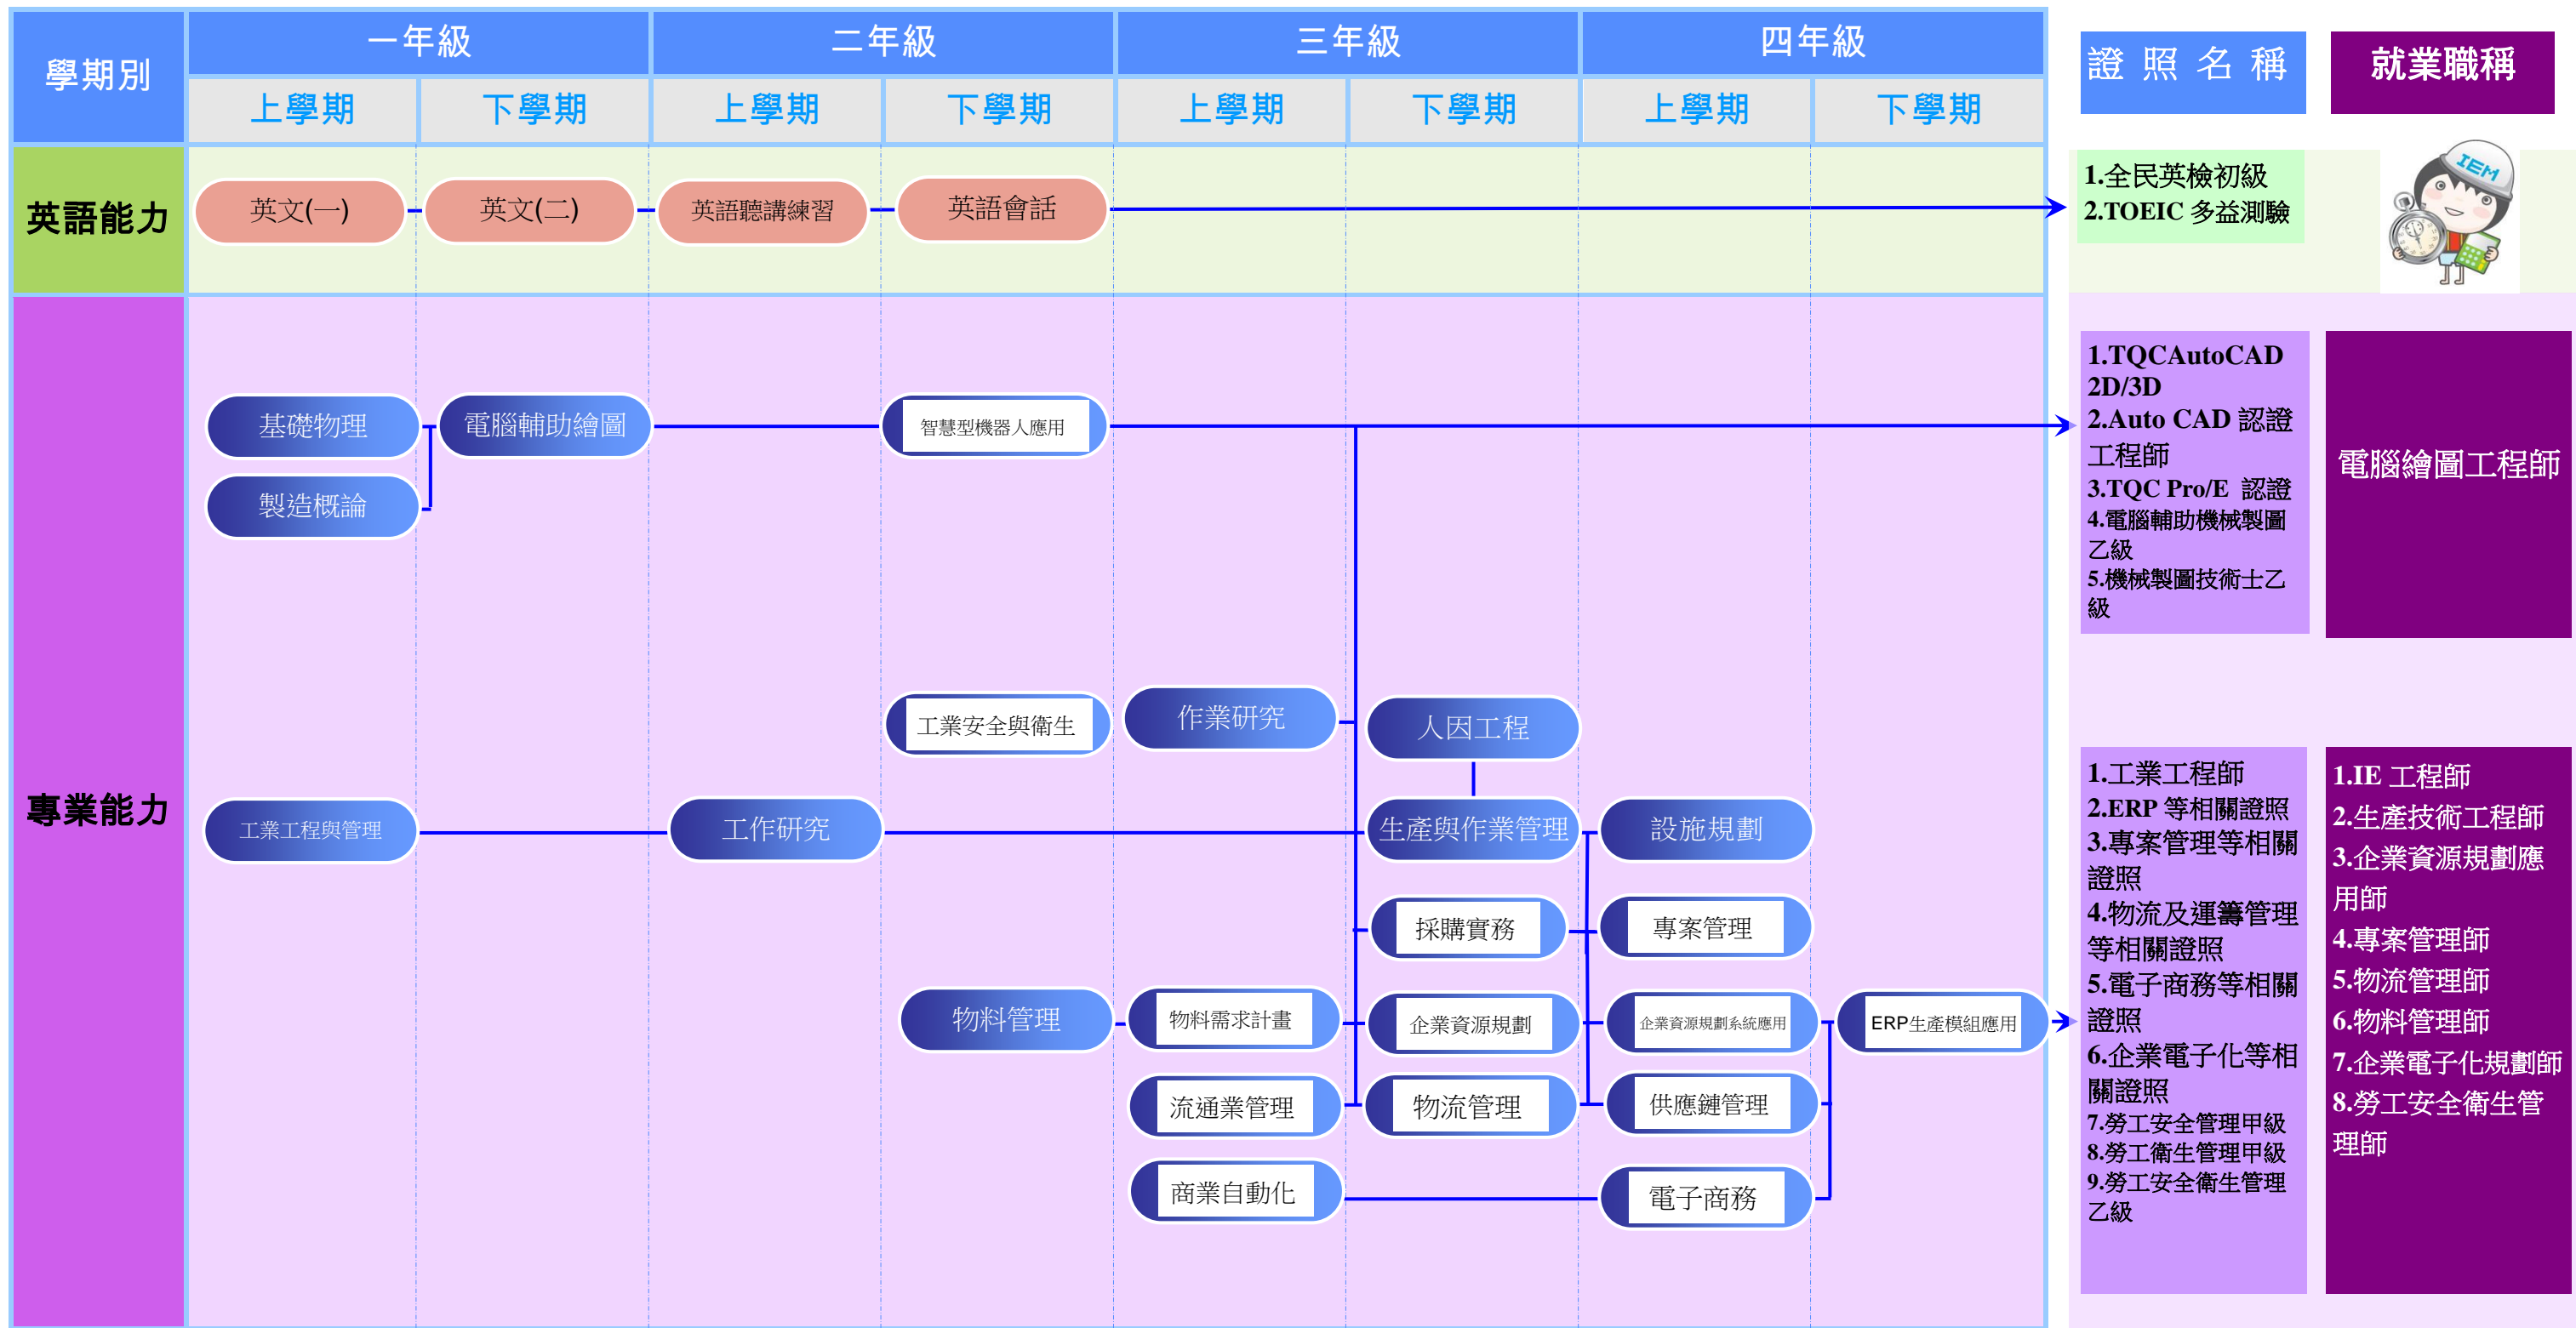 學期別
一年級
二年級
三年級
四年級
上學期
下學期
上學期
下學期
上學期
下學期
上學期
下學期
證照名稱
就業職稱
英語能力
英文(一)
英文(二)
英語聽講練習
英語會話
1.全民英檢初級
2.TOEIC 多益測驗
IEM
專業能力
基礎物理
電腦輔助繪圖
智慧型機器人應用
製造概論
1.TQCAutoCAD
2D/3D
2.Auto CAD 認證
工程師
3.TQC Pro/E 認證
4.電腦輔助機械製圖
乙級
5.機械製圖技術士乙
級
電腦繪圖工程師
工業安全與衛生
作業研究
人因工程
工業工程與管理
工作研究
生產與作業管理
設施規劃
採購實務
專案管理
物料管理
物料需求計畫
企業資源規劃
企業資源規劃系統應用
ERP生產模組應用
流通業管理
物流管理
供應鏈管理
商業自動化
電子商務
1.工業工程師
2.ERP 等相關證照
3.專案管理等相關
證照
4.物流及運籌管理
等相關證照
5.電子商務等相關
證照
6.企業電子化等相
關證照
7.勞工安全管理甲級
8.勞工衛生管理甲級
9.勞工安全衛生管理
乙級
1.IE 工程師
2.生產技術工程師
3.企業資源規劃應
用師
4.專案管理師
5.物流管理師
6.物料管理師
7.企業電子化規劃師
8.勞工安全衛生管
理師